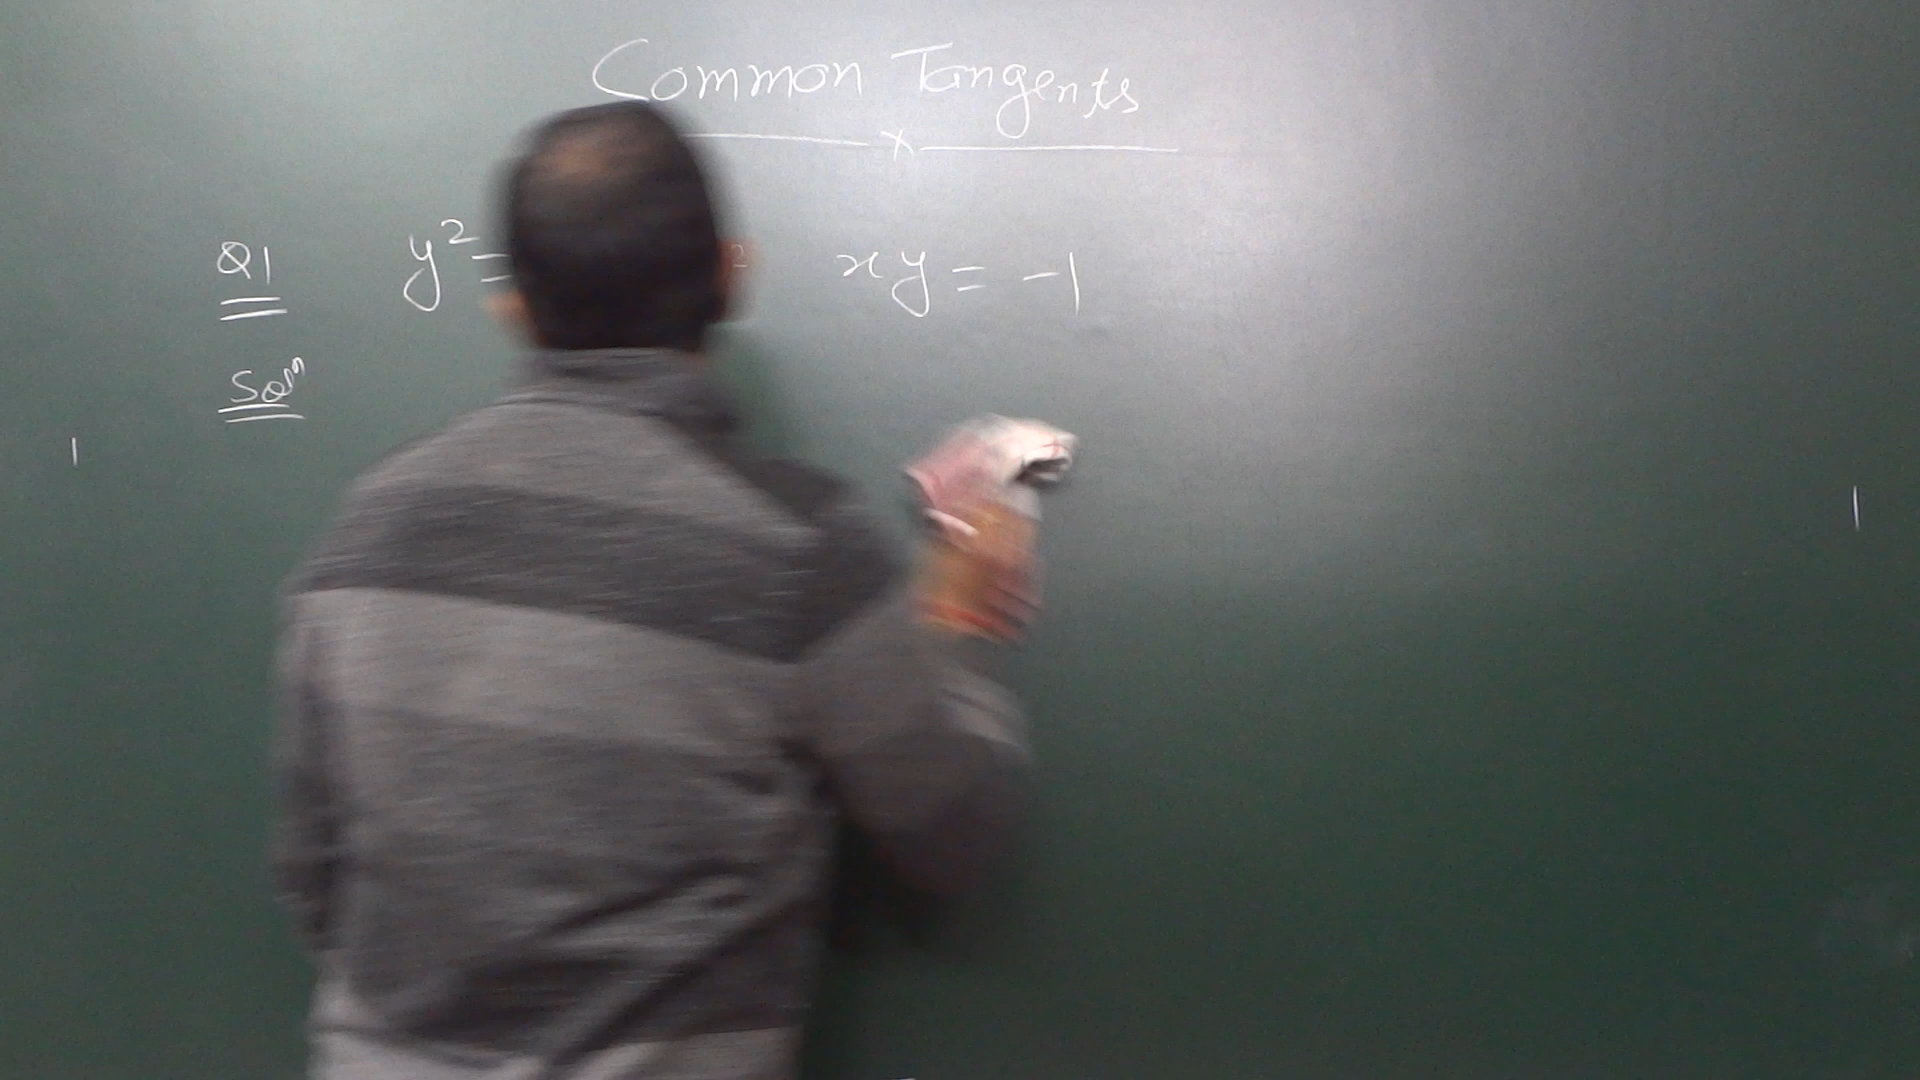 Common Tangents
x
Q1 y² = xy = -1
Solⁿ